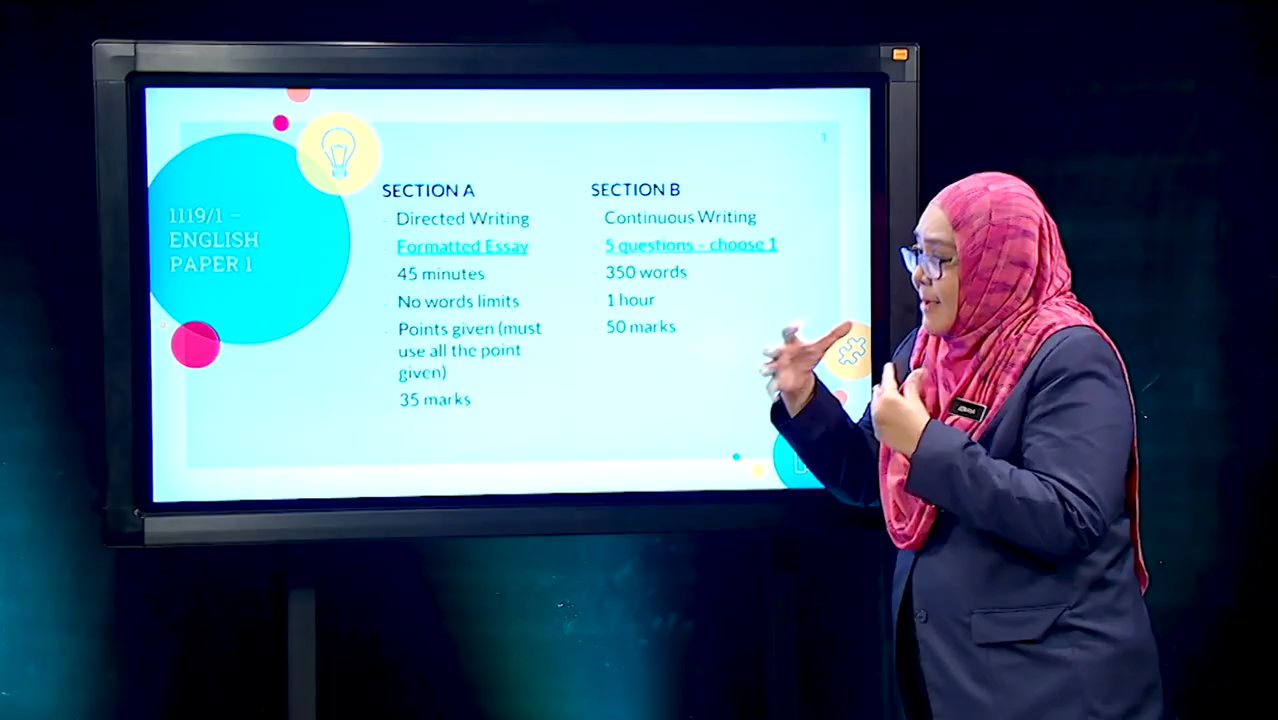 1119/1 –
ENGLISH
PAPER 1
SECTION A
Directed Writing
Formatted Essay
45 minutes
No words limits
Points given (must
use all the point
given)
35 marks
SECTION B
Continuous Writing
5 questions – choose 1
350 words
1 hour
50 marks
3